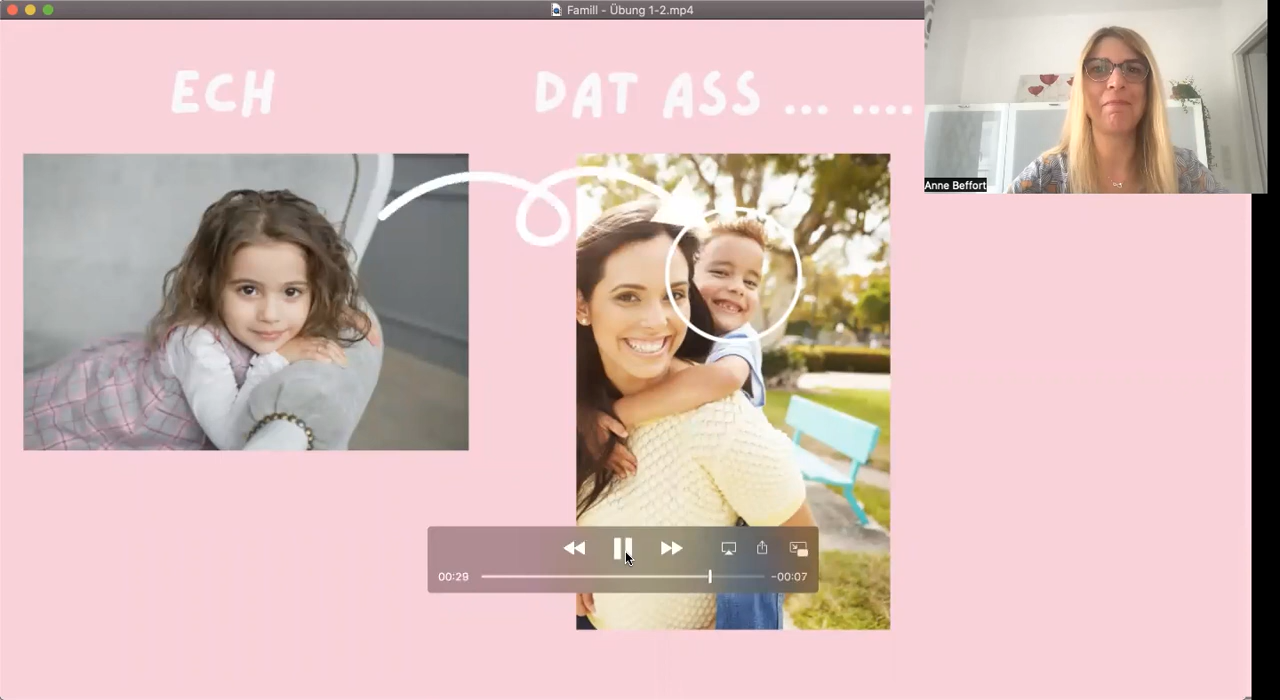 Famill - Übung 1-2.mp4
ECH
DAT ASS ... ....
Anne Beffort
00:29
-00:07